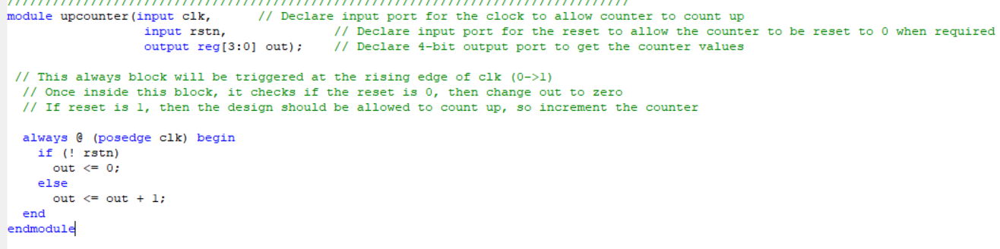 //////////////////////////////////////////////////////////////////////////////////
module upcounter(input clk,      // Declare input port for the clock to allow counter to count up
                  input rstn,              // Declare input port for the reset to allow the counter to be reset to 0 when required
                  output reg[3:0] out);    // Declare 4-bit output port to get the counter values
 // This always block will be triggered at the rising edge of clk (0->1)
  // Once inside this block, it checks if the reset is 0, then change out to zero
  // If reset is 1, then the design should be allowed to count up, so increment the counter
  always @ (posedge clk) begin
    if (! rstn)
      out <= 0;
    else
      out <= out + 1;
  end
endmodule